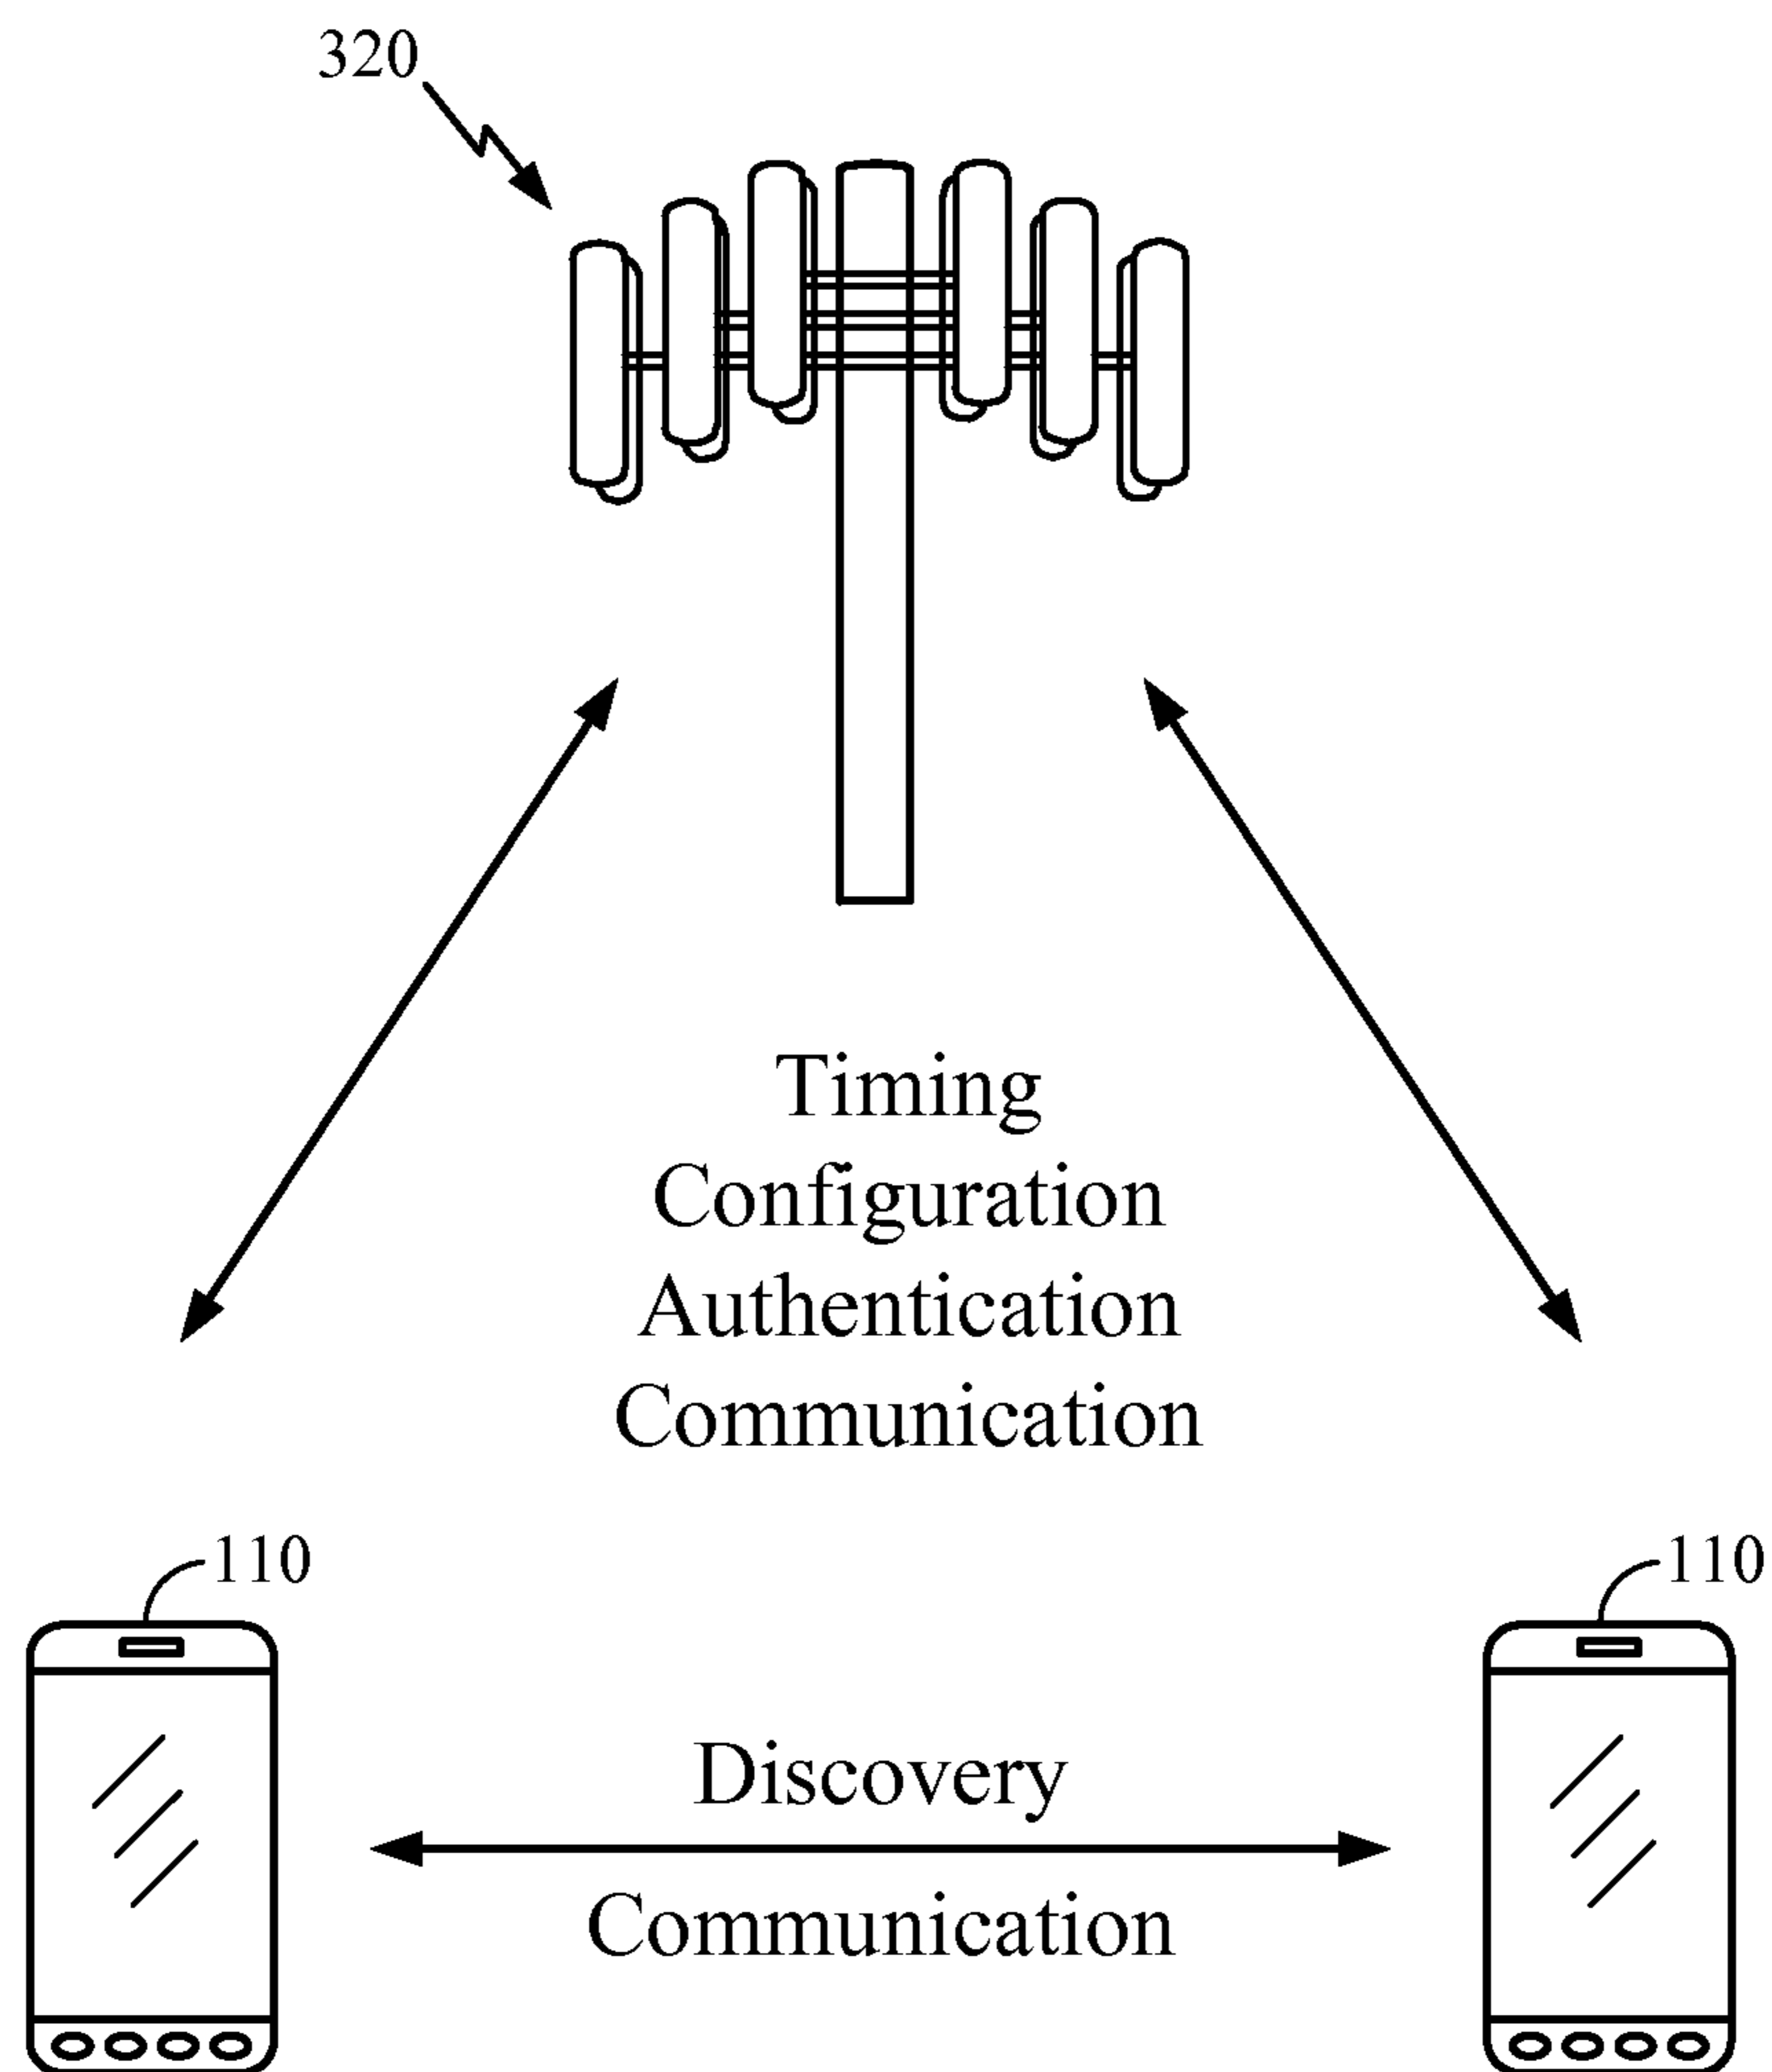 320
Timing
Configuration
Authentication
Communication
110
110
Discovery
Communication